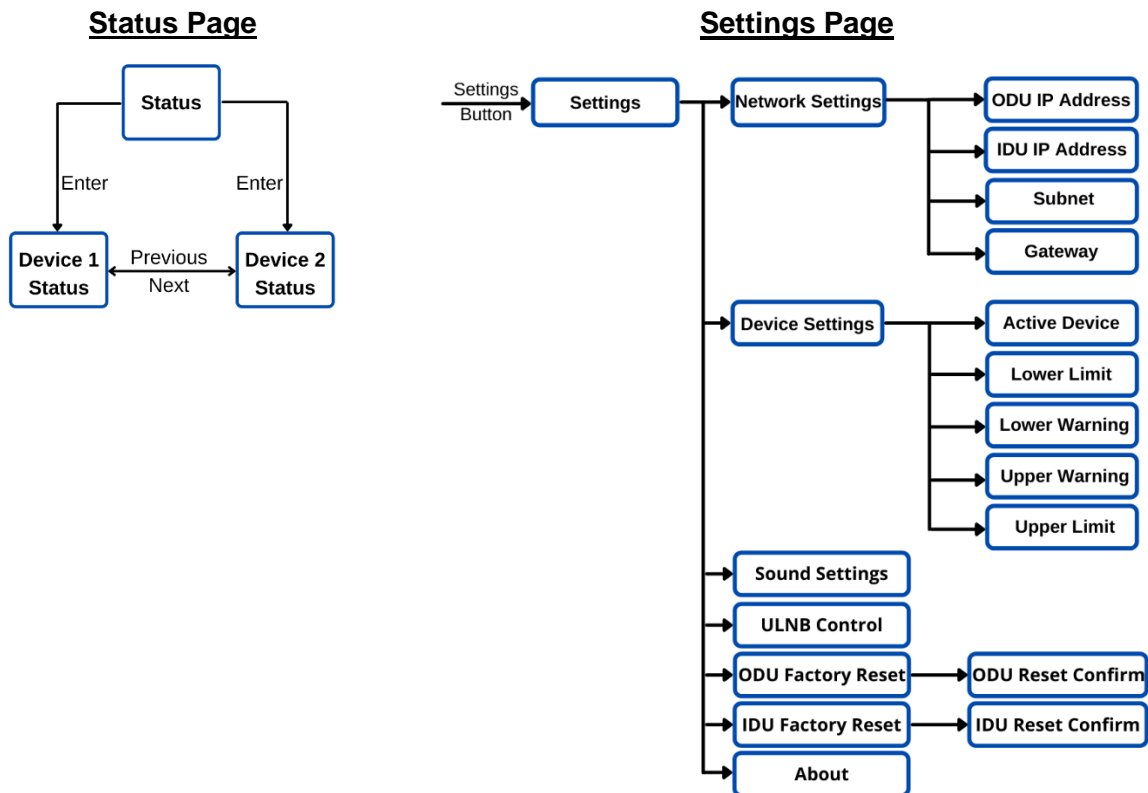 Status Page
Status
Enter
Enter
Device 1
Status
Previous
Next
Device 2
Status
Settings Page
Settings
Button
Settings
Network Settings
ODU IP Address
IDU IP Address
Subnet
Gateway
Device Settings
Active Device
Lower Limit
Lower Warning
Upper Warning
Upper Limit
Sound Settings
ULNB Control
ODU Factory Reset
ODU Reset Confirm
IDU Factory Reset
IDU Reset Confirm
About